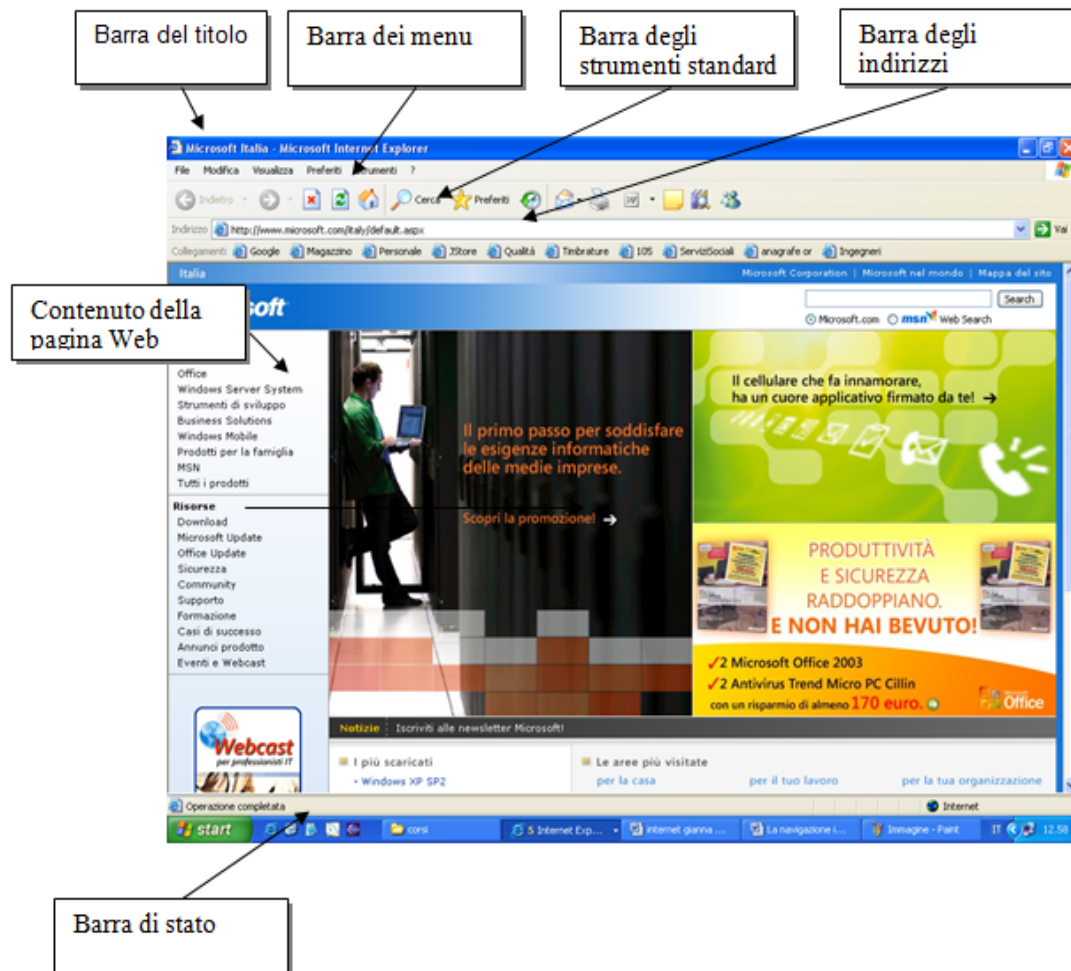 Barra del titolo
Barra dei menu
Barra degli
strumenti standard
Barra degli
indirizzi
Microsoft Italia - Microsoft Internet Explorer
File Modifica Visualizza Preferiti Strumenti ?
Indietro Cerca Preferiti
Indirizzo http://www.microsoft.com/italy/default.aspx Vai
Collegamenti Google Magazzino Personale JStore Qualità Timbrature 105 ServiziSociali anagrafe or Ingegneri
Italia Microsoft Corporation | Microsoft nel mondo | Mappa del sito
Contenuto della
pagina Web
oft
Search
Microsoft.com msn Web Search
Office
Windows Server System
Strumenti di sviluppo
Business Solutions
Windows Mobile
Prodotti per la famiglia
MSN
Tutti i prodotti
Risorse
Download
Microsoft Update
Office Update
Sicurezza
Community
Supporto
Formazione
Casi di successo
Annunci prodotto
Eventi e Webcast
Webcast
per professionisti IT
Il primo passo per soddisfare
le esigenze informatiche
delle medie imprese.
Scopri la promozione!
Il cellulare che fa innamorare,
ha un cuore applicativo firmato da te!
PRODUTTIVITÀ
E SICUREZZA
RADDOPPIANO.
E NON HAI BEVUTO!
2 Microsoft Office 2003
2 Antivirus Trend Micro PC Cillin
con un risparmio di almeno 170 euro.
Microsoft
Office
Notizie Iscriviti alle newsletter Microsoft!
I più scaricati
Windows XP SP2
Le aree più visitate
per la casa per il tuo lavoro per la tua organizzazione
Operazione completata Internet
start corsi 5 Internet Exp... internet gianna ... La navigazione i... Immagine - Paint IT 12.58
Barra di stato